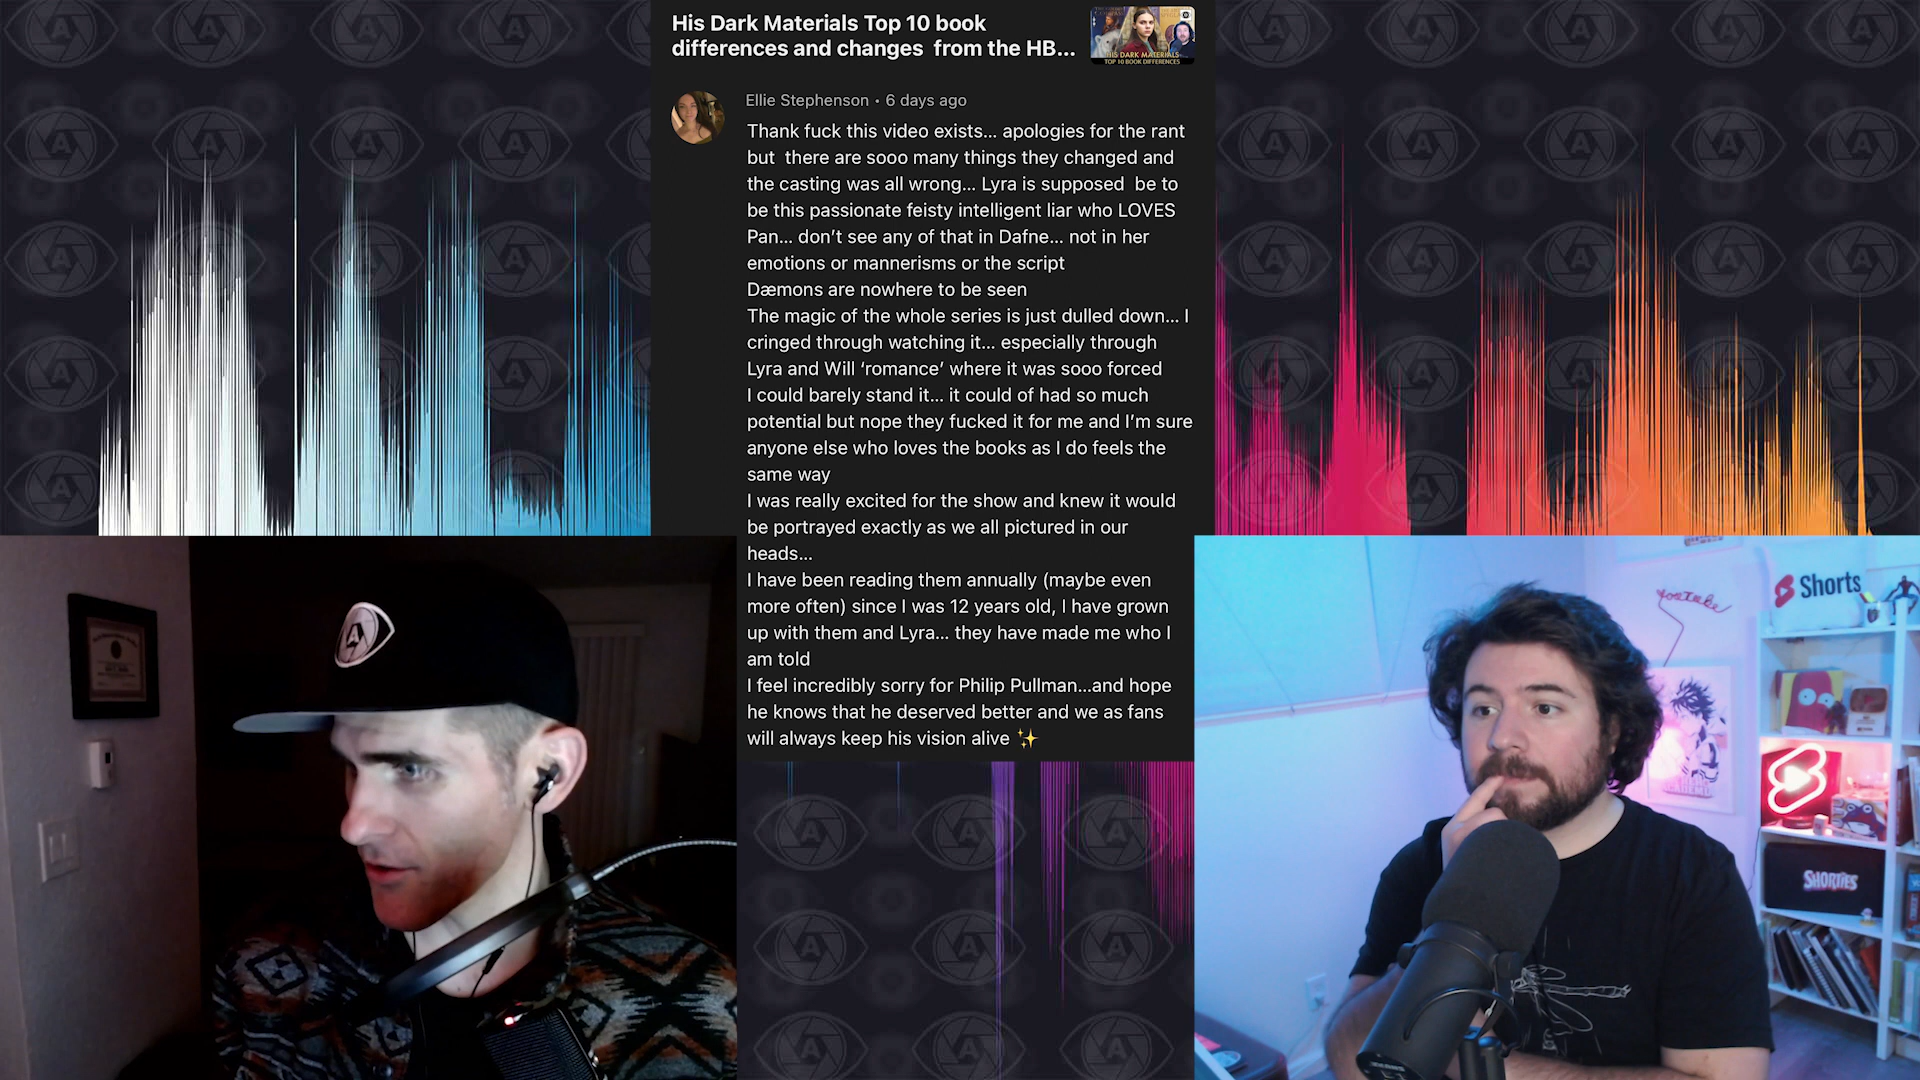 His Dark Materials Top 10 book
differences and changes  from the HB...
HIS DARK MATERIALS
TOP 10 BOOK DIFFERENCES
Ellie Stephenson • 6 days ago
Thank fuck this video exists... apologies for the rant
but  there are sooo many things they changed and
the casting was all wrong... Lyra is supposed  be to
be this passionate feisty intelligent liar who LOVES
Pan... don’t see any of that in Dafne... not in her
emotions or mannerisms or the script
Dæmons are nowhere to be seen
The magic of the whole series is just dulled down... I
cringed through watching it... especially through
Lyra and Will ‘romance’ where it was sooo forced
I could barely stand it... it could of had so much
potential but nope they fucked it for me and I’m sure
anyone else who loves the books as I do feels the
same way
I was really excited for the show and knew it would
be portrayed exactly as we all pictured in our
heads...
I have been reading them annually (maybe even
more often) since I was 12 years old, I have grown
up with them and Lyra... they have made me who I
am told
I feel incredibly sorry for Philip Pullman...and hope
he knows that he deserved better and we as fans
will always keep his vision alive ✨
A
youtube
Shorts
SHORTIES